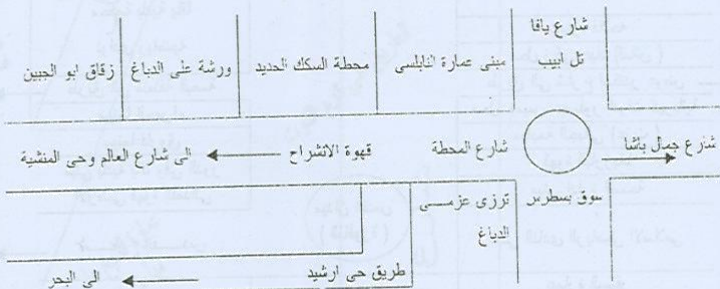 شارع يافا
تل ابيب
مبنى عمارة النابلسى
محطة السكك الحديد
ورشة على الدباغ
زقاق ابو الجبين
شارع جمال باشا
شارع المحطة
قهوة الانشراح
الى شارع العالم وحى المنشية
سوق بسطرس
ترزى عزمى
الدباغ
طريق حى ارشيد
الى البحر